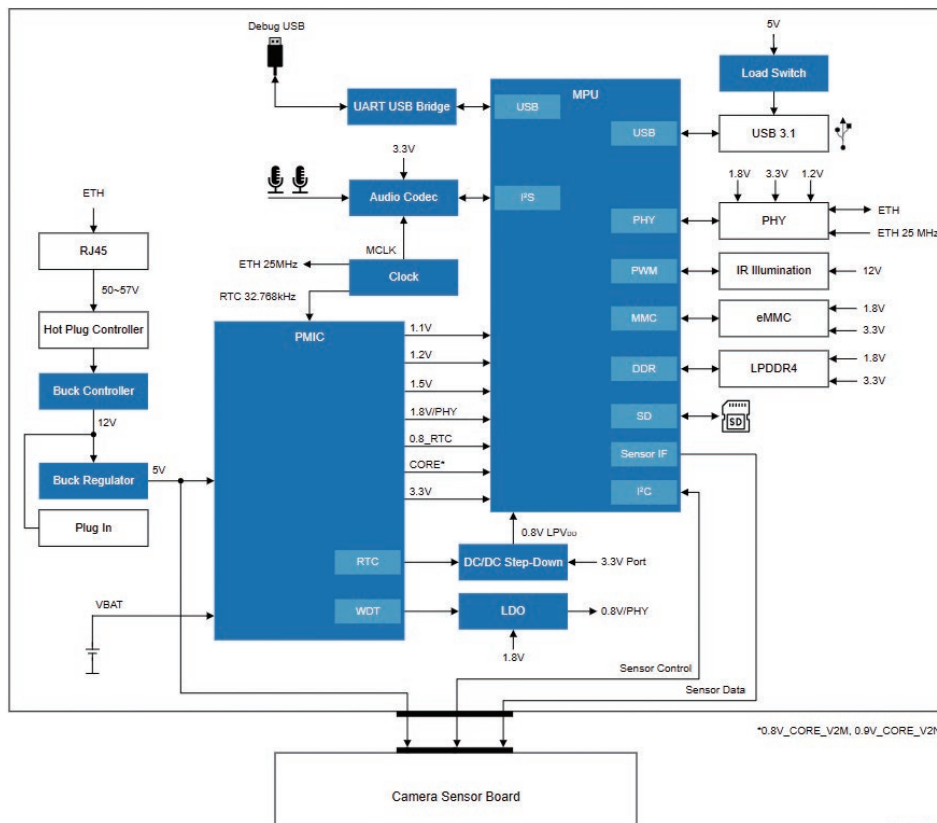 Debug USB
5V
Load Switch
MPU
UART USB Bridge
USB
USB
USB 3.1
3.3V
1.8V
3.3V
1.2V
ETH
Audio Codec
I²S
PHY
PHY
ETH
ETH 25 MHz
RJ45
MCLK
ETH 25MHz
Clock
PWM
IR Illumination
12V
50~57V
RTC 32.768kHz
Hot Plug Controller
PMIC
1.1V
MMC
eMMC
1.8V
3.3V
1.2V
Buck Controller
1.5V
DDR
LPDDR4
1.8V
3.3V
12V
1.8V/PHY
SD
SD
0.8_RTC
Sensor IF
Buck Regulator
5V
CORE*
I²C
3.3V
Plug In
0.8V LPVDD
RTC
DC/DC Step-Down
3.3V Port
VBAT
WDT
LDO
0.8V/PHY
1.8V
Sensor Control
Sensor Data
*0.8V_CORE_V2M, 0.9V_CORE_V2N
Camera Sensor Board